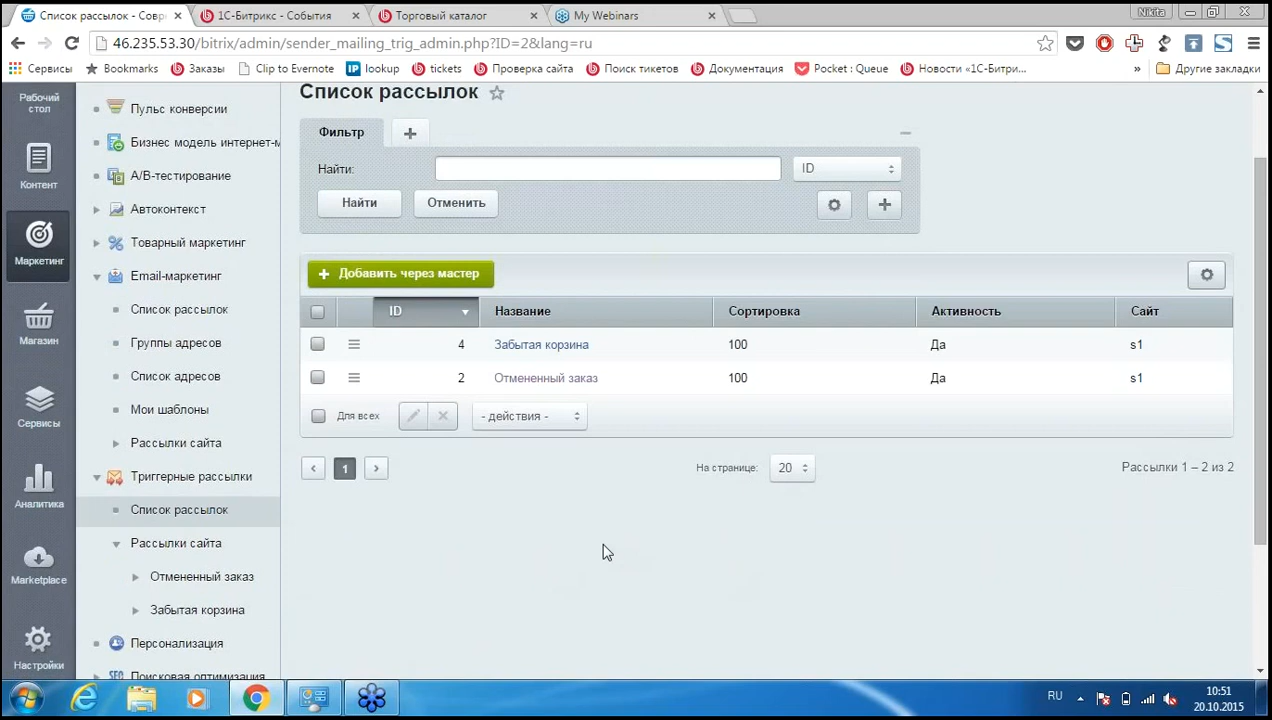 Список рассылок - Совр
1С-Битрикс - События
Торговый каталог
My Webinars
Nikita
46.235.53.30/bitrix/admin/sender_mailing_trig_admin.php?ID=2&lang=ru
Сервисы
Bookmarks
Заказы
Clip to Evernote
IP lookup
tickets
Проверка сайта
Поиск тикетов
Документация
Pocket : Queue
Новости «1С-Битри...
»
Другие закладки
Рабочий
стол
Контент
Маркетинг
Магазин
Сервисы
Аналитика
Marketplace
Настройки
Пульс конверсии
Бизнес модель интернет-м
A/B-тестирование
Автоконтекст
Товарный маркетинг
Email-маркетинг
Список рассылок
Группы адресов
Список адресов
Мои шаблоны
Рассылки сайта
Триггерные рассылки
Список рассылок
Рассылки сайта
Отмененный заказ
Забытая корзина
Персонализация
SEO Поисковая оптимизация
Список рассылок
Фильтр
Найти:
ID
Найти
Отменить
+ Добавить через мастер
ID Название Сортировка Активность Сайт
4 Забытая корзина 100 Да s1
2 Отмененный заказ 100 Да s1
Для всех
- действия -
1
На странице: 20
Рассылки 1 – 2 из 2
RU
10:51
20.10.2015